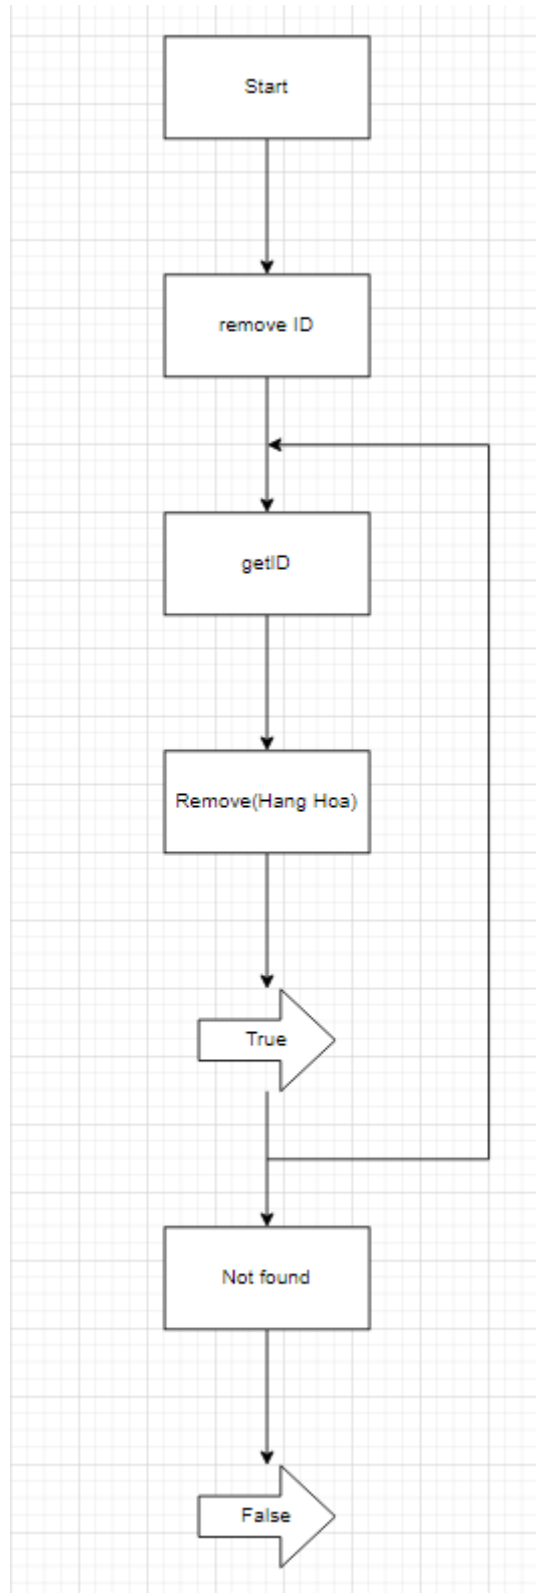 Start
remove ID
getID
Remove(Hang Hoa)
True
Not found
False